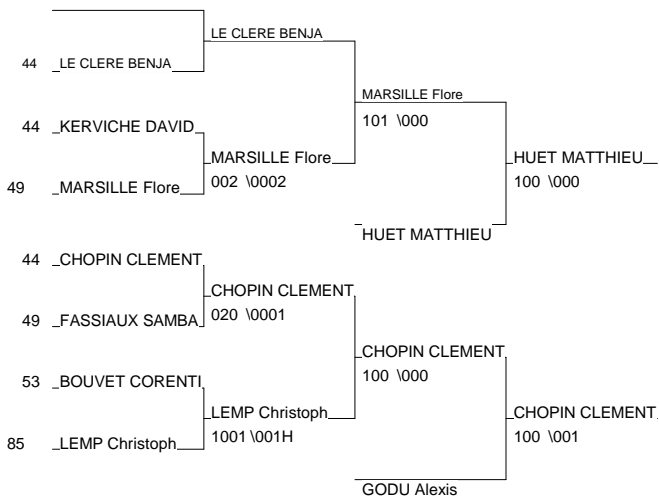 LE CLERE BENJA
44 LE CLERE BENJA
MARSILLE Flore
101 \000
44 KERVICHE DAVID
MARSILLE Flore
002 \0002
HUET MATTHIEU
100 \000
49 MARSILLE Flore
HUET MATTHIEU
44 CHOPIN CLEMENT
CHOPIN CLEMENT
020 \0001
49 FASSIAUX SAMBA
CHOPIN CLEMENT
100 \000
53 BOUVET CORENTI
LEMP Christoph
1001 \001H
CHOPIN CLEMENT
100 \001
85 LEMP Christoph
GODU Alexis